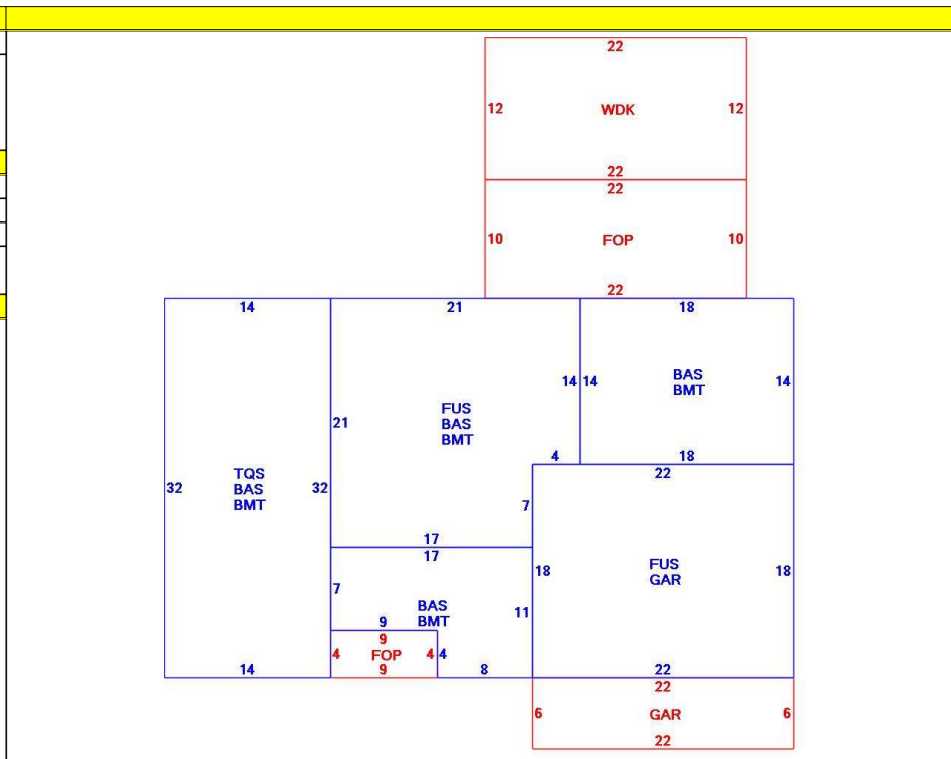 22
12 WDK 12
22
22
10 FOP 10
22
14 21 18
14 14 BAS 14
BMT
FUS
BAS
BMT
21
4 18
22
TQS
BAS
BMT
32 32
7
17
17
FUS
GAR
18 18
7
BAS
BMT
11
9
9
4 FOP 4 4
9
14 8 22
22
6 GAR 6
22